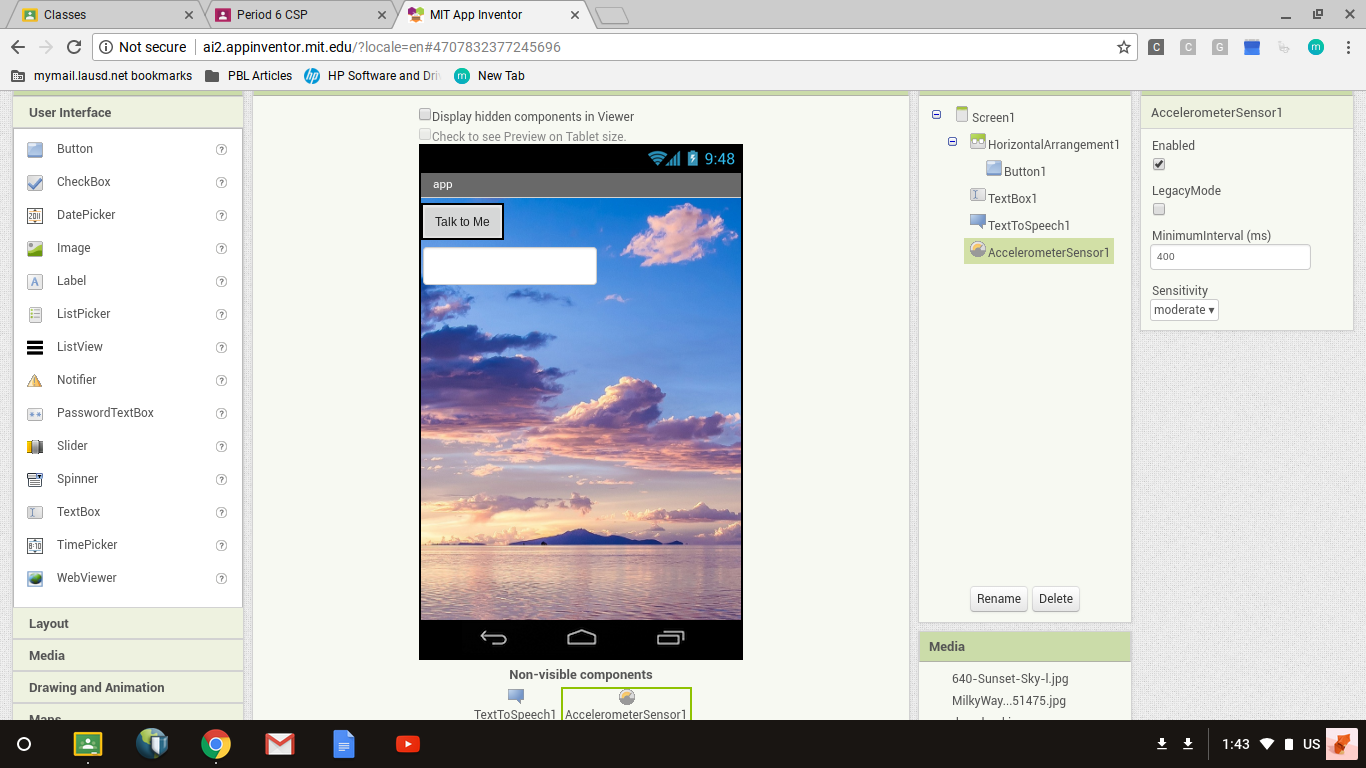 Classes
Period 6 CSP
MIT App Inventor
Not secure
ai2.appinventor.mit.edu/?locale=en#4707832377245696
mymail.lausd.net bookmarks
PBL Articles
HP Software and Dri
New Tab
User Interface
Button
CheckBox
DatePicker
Image
Label
ListPicker
ListView
Notifier
PasswordTextBox
Slider
Spinner
TextBox
TimePicker
WebViewer
Layout
Media
Drawing and Animation
Maps
Display hidden components in Viewer
Check to see Preview on Tablet size.
9:48
app
Talk to Me
Non-visible components
TextToSpeech1
AccelerometerSensor1
Screen1
HorizontalArrangement1
Button1
TextBox1
TextToSpeech1
AccelerometerSensor1
Rename
Delete
Media
640-Sunset-Sky-l.jpg
MilkyWay...51475.jpg
AccelerometerSensor1
Enabled
LegacyMode
MinimumInterval (ms)
400
Sensitivity
moderate
1:43
US